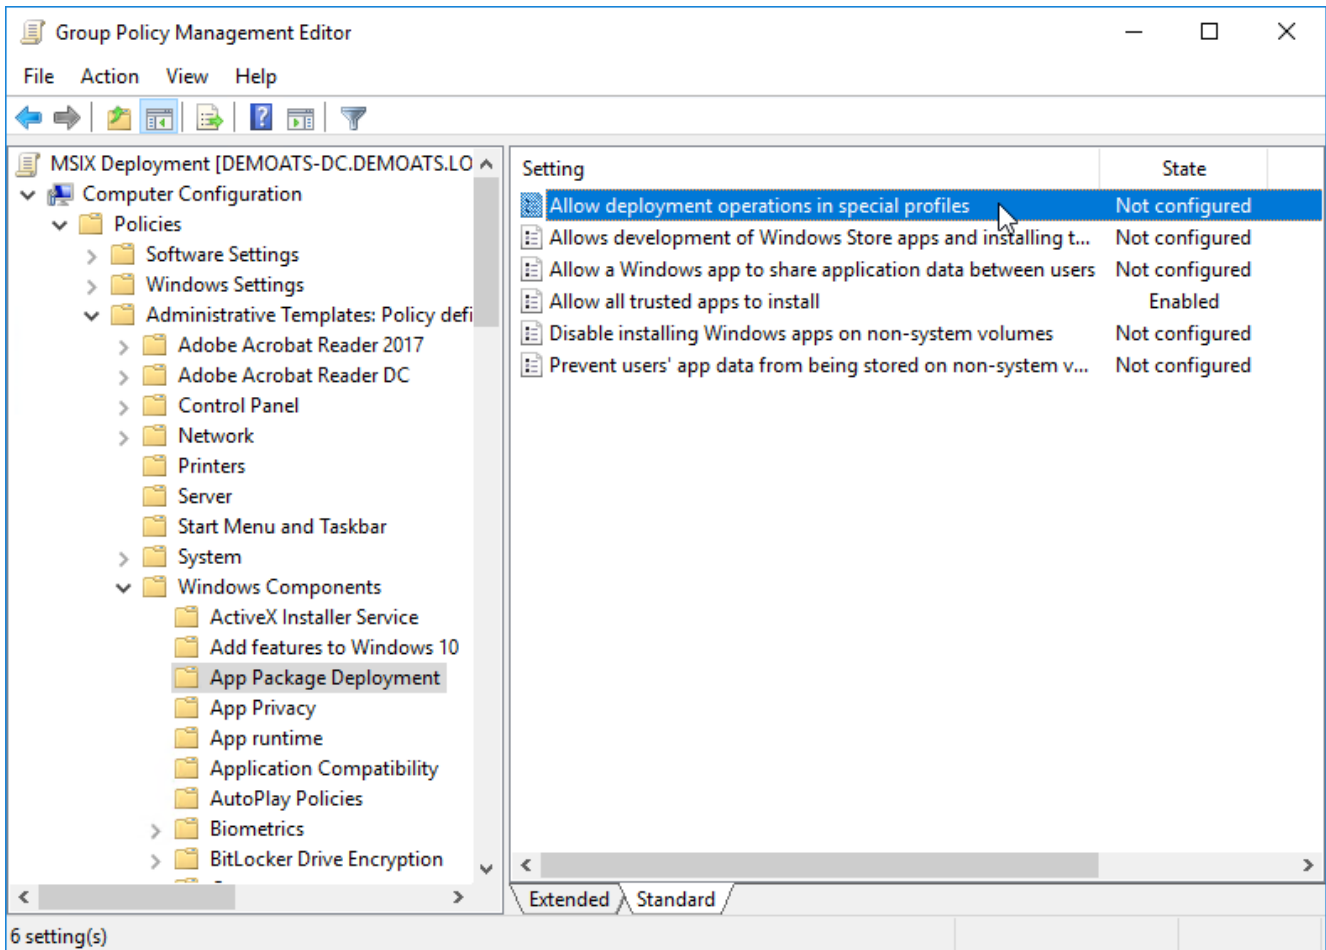 Group Policy Management Editor
File Action View Help
MSIX Deployment [DEMOATS-DC.DEMOATS.LO
Computer Configuration
Policies
Software Settings
Windows Settings
Administrative Templates: Policy defi
Adobe Acrobat Reader 2017
Adobe Acrobat Reader DC
Control Panel
Network
Printers
Server
Start Menu and Taskbar
System
Windows Components
ActiveX Installer Service
Add features to Windows 10
App Package Deployment
App Privacy
App runtime
Application Compatibility
AutoPlay Policies
Biometrics
BitLocker Drive Encryption
Setting State
Allow deployment operations in special profiles Not configured
Allows development of Windows Store apps and installing t... Not configured
Allow a Windows app to share application data between users Not configured
Allow all trusted apps to install Enabled
Disable installing Windows apps on non-system volumes Not configured
Prevent users' app data from being stored on non-system v... Not configured
Extended Standard
6 setting(s)